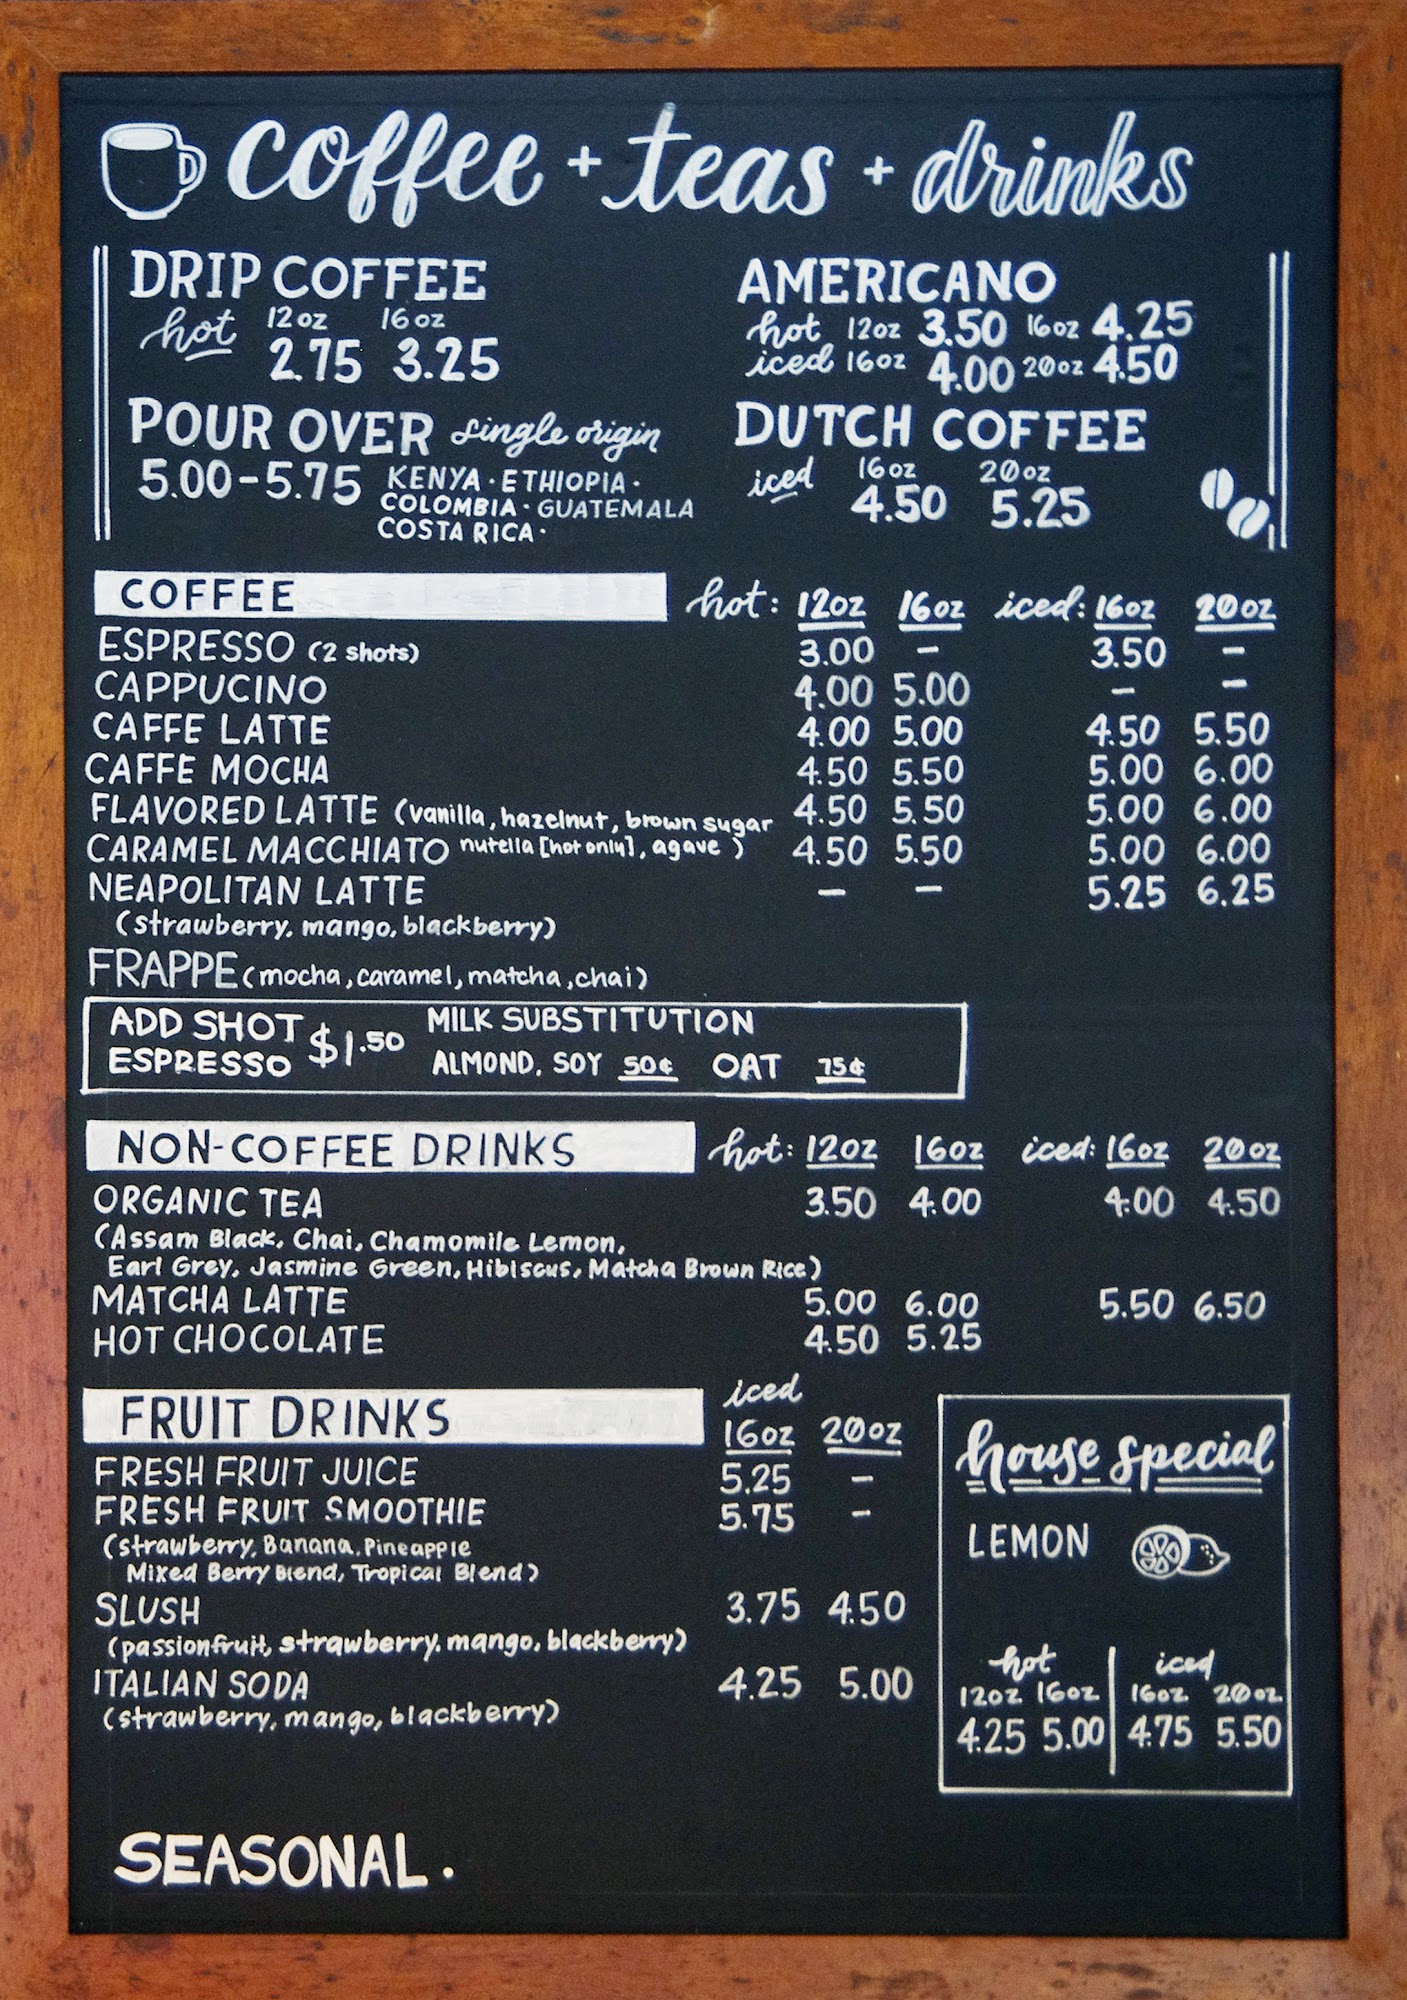 coffee + teas + drinks
DRIP COFFEE
hot 12oz 16oz
2.75 3.25
POUR OVER single origin
5.00-5.75 KENYA · ETHIOPIA ·
COLOMBIA · GUATEMALA
COSTA RICA ·
AMERICANO
hot 12oz 3.50 16oz 4.25
iced 16oz 4.00 20oz 4.50
DUTCH COFFEE
iced 16oz 20oz
4.50 5.25
COFFEE hot: 12oz 16oz iced: 16oz 20oz
ESPRESSO (2 shots) 3.00 – 3.50 –
CAPPUCINO 4.00 5.00 – –
CAFFE LATTE 4.00 5.00 4.50 5.50
CAFFE MOCHA 4.50 5.50 5.00 6.00
FLAVORED LATTE (vanilla, hazelnut, brown sugar 4.50 5.50 5.00 6.00
CARAMEL MACCHIATO nutella [hot only], agave ) 4.50 5.50 5.00 6.00
NEAPOLITAN LATTE – – 5.25 6.25
(strawberry, mango, blackberry)
FRAPPE (mocha, caramel, matcha, chai)
ADD SHOT ESPRESSO $1.50
MILK SUBSTITUTION
ALMOND, SOY 50¢ OAT 75¢
NON-COFFEE DRINKS hot: 12oz 16oz iced: 16oz 20oz
ORGANIC TEA 3.50 4.00 4.00 4.50
(Assam Black, Chai, Chamomile Lemon,
Earl Grey, Jasmine Green, Hibiscus, Matcha Brown Rice)
MATCHA LATTE 5.00 6.00 5.50 6.50
HOT CHOCOLATE 4.50 5.25
FRUIT DRINKS iced 16oz 20oz
FRESH FRUIT JUICE 5.25 –
FRESH FRUIT SMOOTHIE 5.75 –
(strawberry, Banana, Pineapple
Mixed Berry Blend, Tropical Blend)
SLUSH 3.75 4.50
(passionfruit, strawberry, mango, blackberry)
ITALIAN SODA 4.25 5.00
(strawberry, mango, blackberry)
house special
LEMON
hot iced
12oz 16oz 16oz 20oz
4.25 5.00 4.75 5.50
SEASONAL .